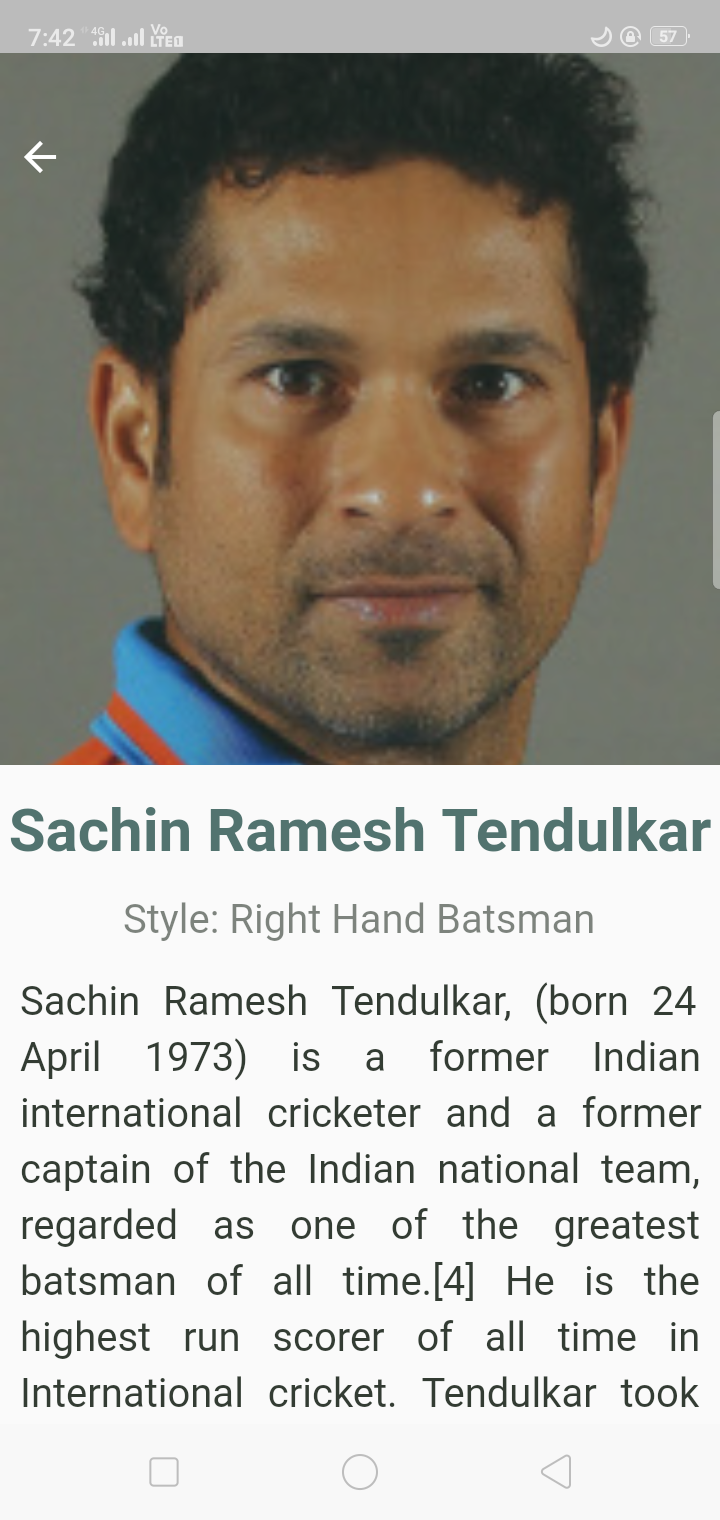 7:42 4G Vo LTE 57
Sachin Ramesh Tendulkar
Style: Right Hand Batsman
Sachin Ramesh Tendulkar, (born 24
April 1973) is a former Indian
international cricketer and a former
captain of the Indian national team,
regarded as one of the greatest
batsman of all time.[4] He is the
highest run scorer of all time in
International cricket. Tendulkar took